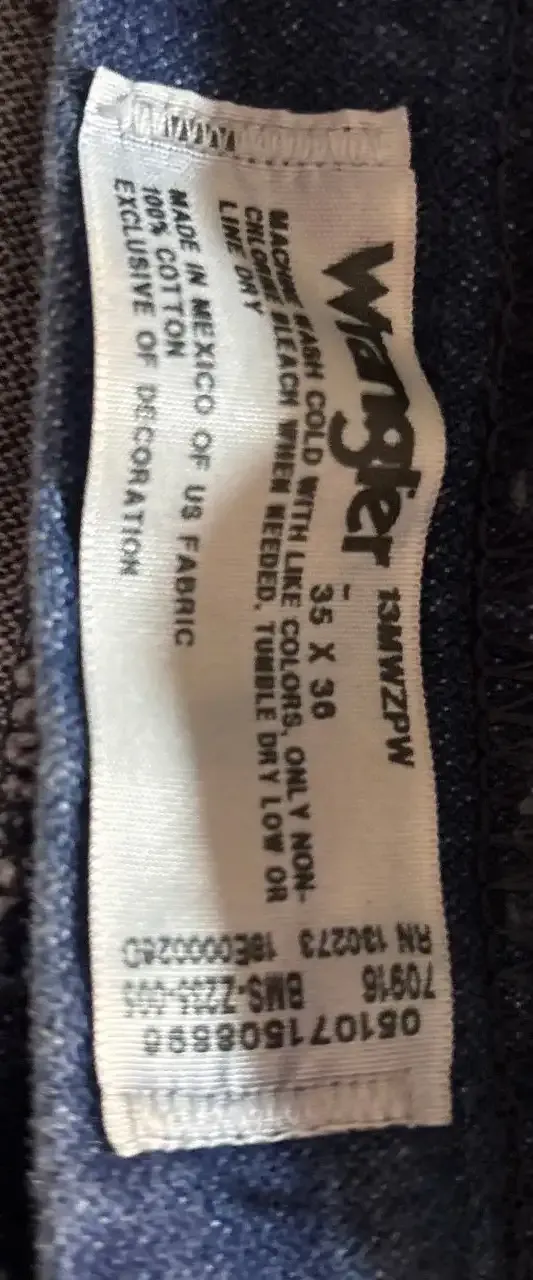 Wrangler 13MWZPW
35 X 36
MACHINE WASH COLD WITH LIKE COLORS, ONLY NON-
CHLORINE BLEACH WHEN NEEDED, TUMBLE DRY LOW OR
LINE DRY
MADE IN MEXICO OF US FABRIC
100% COTTON
EXCLUSIVE OF DECORATION
RN 130273
70916